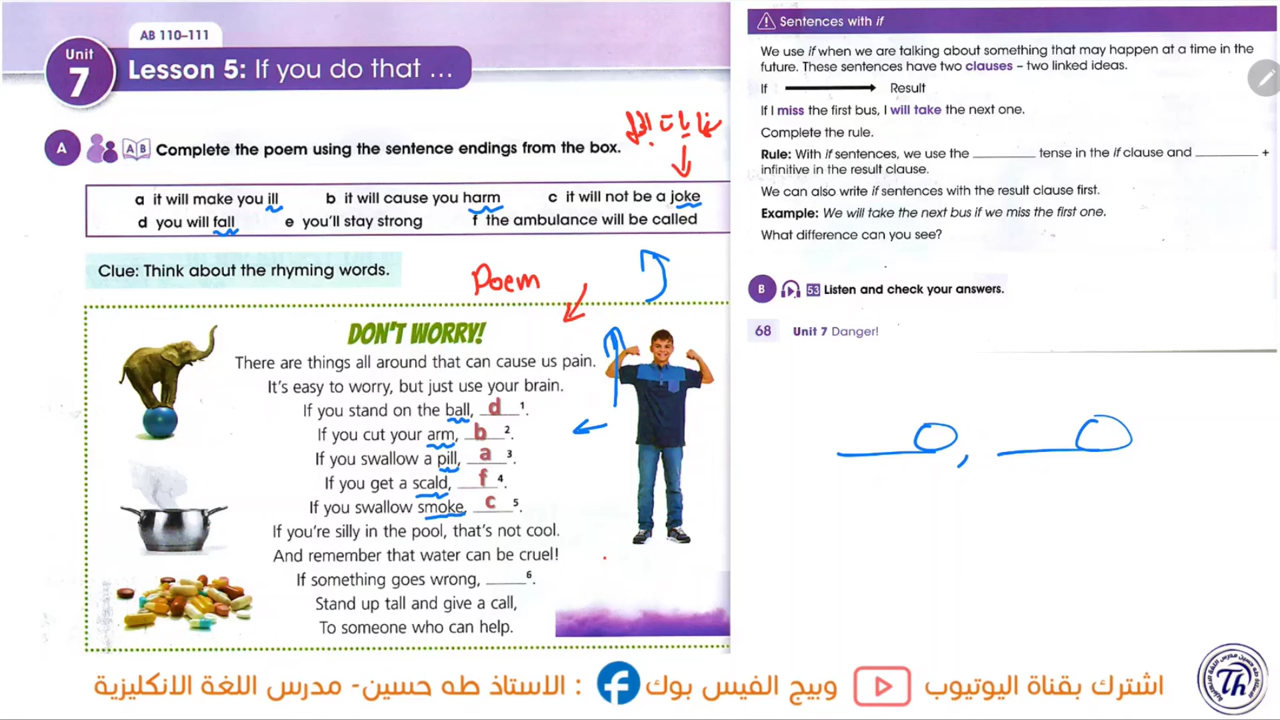 AB 110–111
Unit
7
Lesson 5: If you do that ...
نهايات الجمل
A AB Complete the poem using the sentence endings from the box.
a it will make you ill b it will cause you harm c it will not be a joke
d you will fall e you'll stay strong f the ambulance will be called
Clue: Think about the rhyming words.
Poem
DON'T WORRY!
There are things all around that can cause us pain.
It's easy to worry, but just use your brain.
If you stand on the ball, d 1.
If you cut your arm, b 2.
If you swallow a pill, a 3.
If you get a scald, f 4.
If you swallow smoke, c 5.
If you're silly in the pool, that's not cool.
And remember that water can be cruel!
If something goes wrong, ____ 6.
Stand up tall and give a call,
To someone who can help.
Sentences with if
We use if when we are talking about something that may happen at a time in the
future. These sentences have two clauses – two linked ideas.
If Result
If I miss the first bus, I will take the next one.
Complete the rule.
Rule: With if sentences, we use the ________ tense in the if clause and ________ +
infinitive in the result clause.
We can also write if sentences with the result clause first.
Example: We will take the next bus if we miss the first one.
What difference can you see?
B 53 Listen and check your answers.
68 Unit 7 Danger!
اشترك بقناة اليوتيوب وبيج الفيس بوك : الاستاذ طه حسين- مدرس اللغة الانكليزية
Th